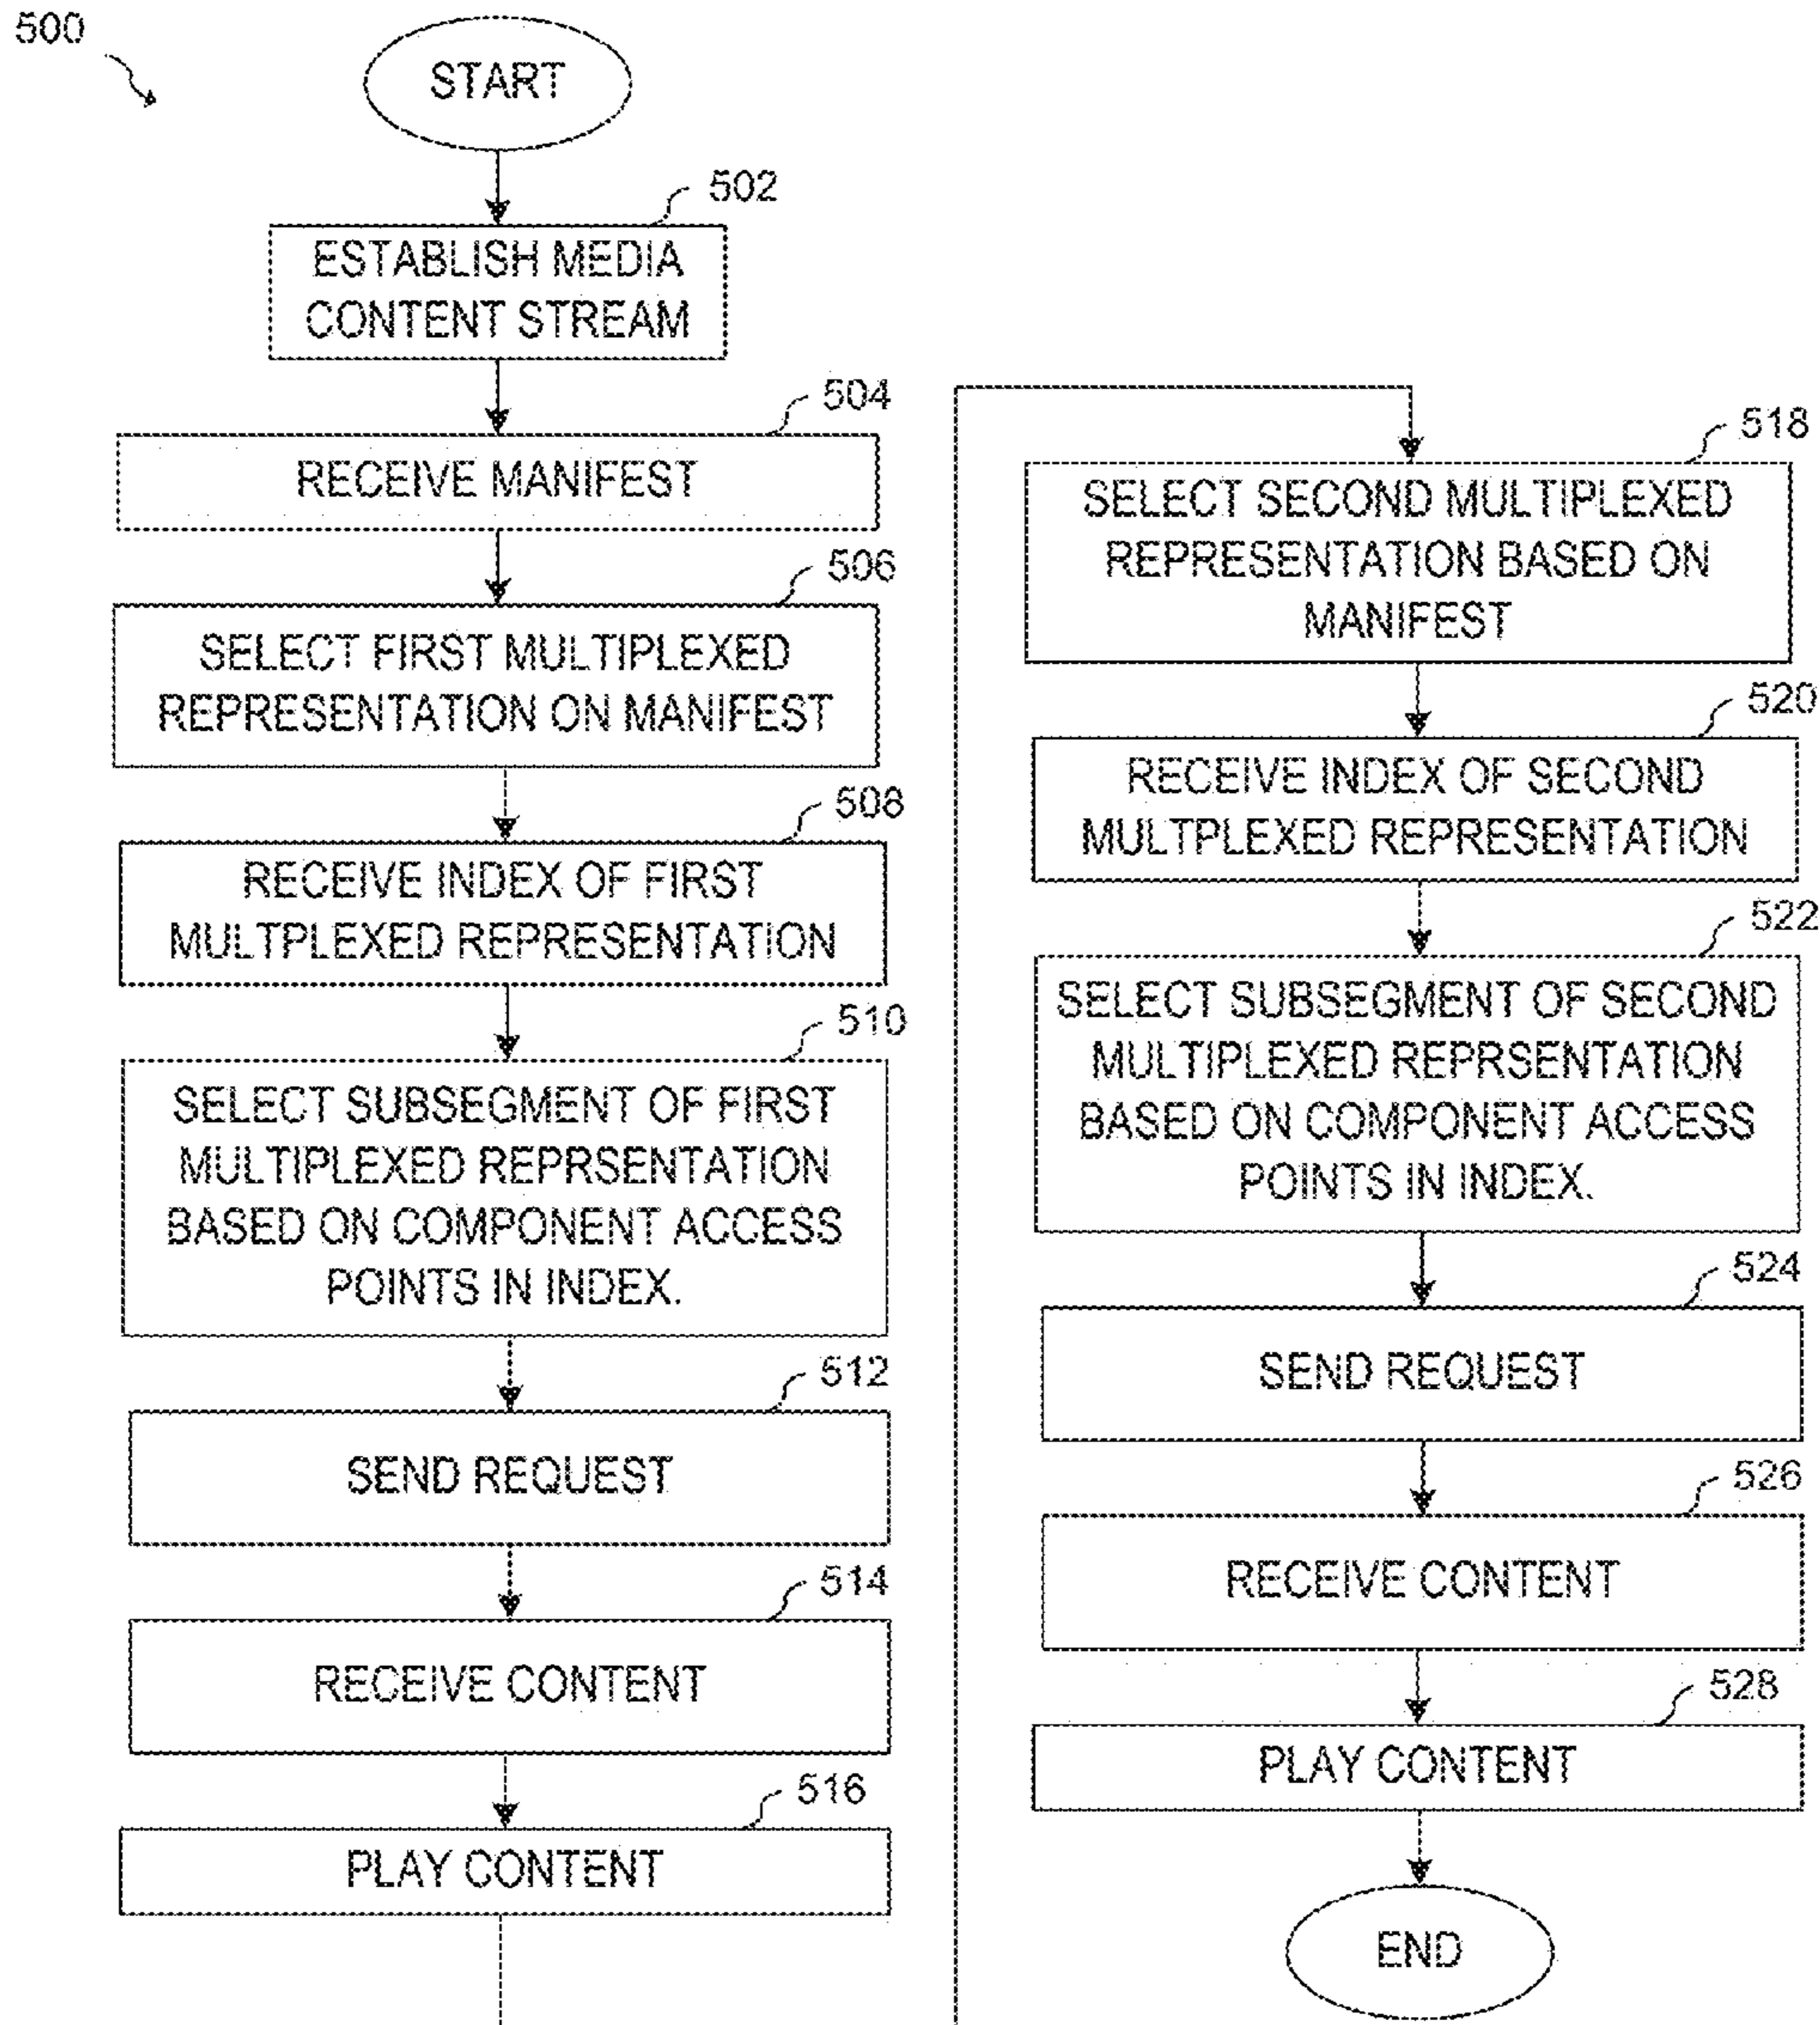 500
START
502
ESTABLISH MEDIA
CONTENT STREAM
504
RECEIVE MANIFEST
506
SELECT FIRST MULTIPLEXED
REPRESENTATION ON MANIFEST
508
RECEIVE INDEX OF FIRST
MULTPLEXED REPRESENTATION
510
SELECT SUBSEGMENT OF FIRST
MULTIPLEXED REPRSENTATION
BASED ON COMPONENT ACCESS
POINTS IN INDEX.
512
SEND REQUEST
514
RECEIVE CONTENT
516
PLAY CONTENT
518
SELECT SECOND MULTIPLEXED
REPRESENTATION BASED ON
MANIFEST
520
RECEIVE INDEX OF SECOND
MULTPLEXED REPRESENTATION
522
SELECT SUBSEGMENT OF SECOND
MULTIPLEXED REPRSENTATION
BASED ON COMPONENT ACCESS
POINTS IN INDEX.
524
SEND REQUEST
526
RECEIVE CONTENT
528
PLAY CONTENT
END